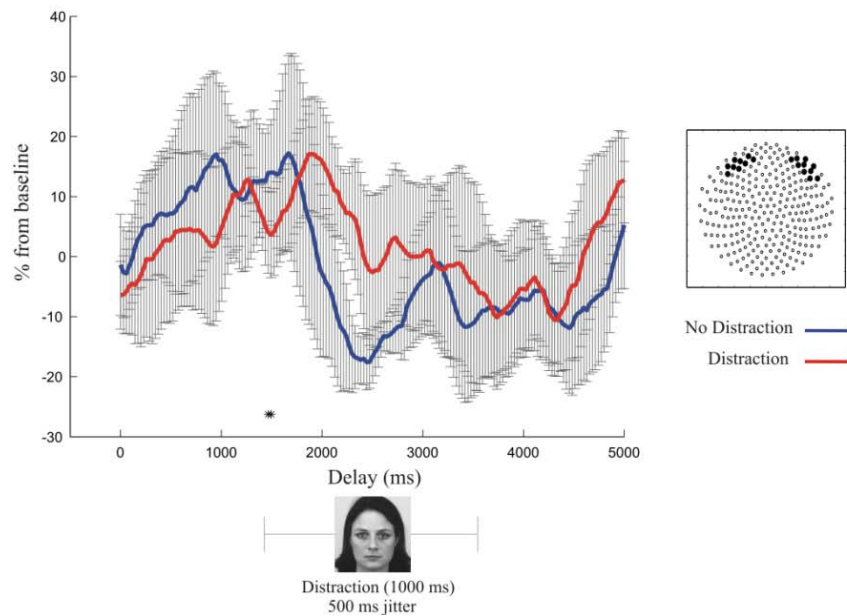 40
30
20
10
0
-10
-20
-30
% from baseline
0 1000 2000 3000 4000 5000
Delay (ms)
*
Distraction (1000 ms)
500 ms jitter
No Distraction
Distraction